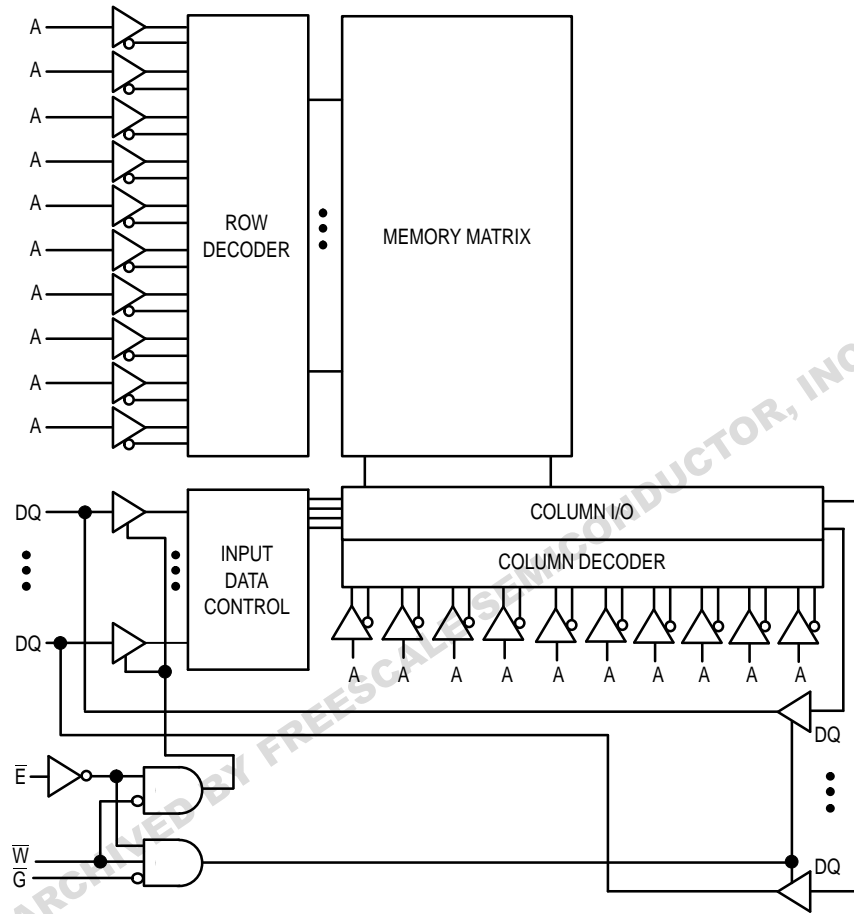 A
A
A
A
A
ROW
DECODER
MEMORY MATRIX
A
A
A
A
A
DQ
COLUMN I/O
INPUT
DATA
CONTROL
COLUMN DECODER
DQ
A A A A A A A A A A
DQ
E̅
W̅
G̅
DQ
ARCHIVED BY FREESCALE SEMICONDUCTOR, INC